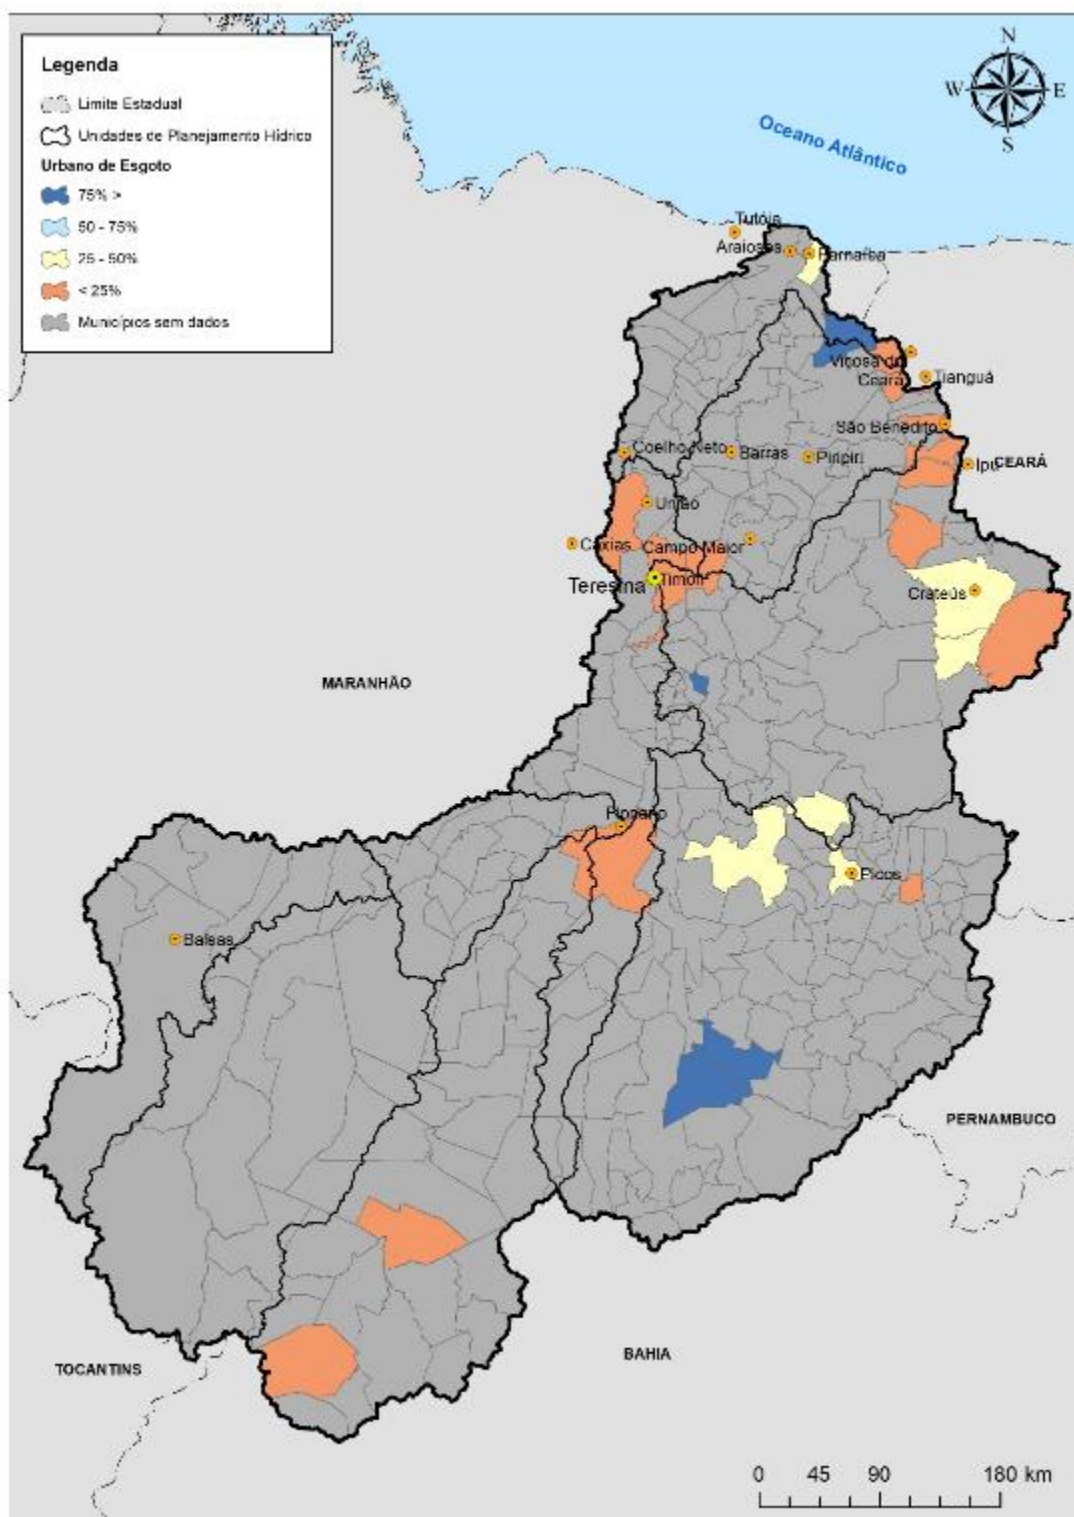 Legenda
Limite Estadual
Unidades de Planejamento Hídrico
Urbano de Esgoto
75% >
50 - 75%
25 - 50%
< 25%
Municípios sem dados
N
W E
S
Oceano Atlântico
Tutóia
Araioses
Parnaíba
Viçosa do
Ceará
Tianguá
São Benedito
Coelho Neto
Barras
Piripiri
Ipu
CEARÁ
União
Caxias
Campo Maior
Teresina
Timon
Crateús
MARANHÃO
Floriano
Picos
Balsas
PERNAMBUCO
BAHIA
TOCANTINS
0 45 90 180 km